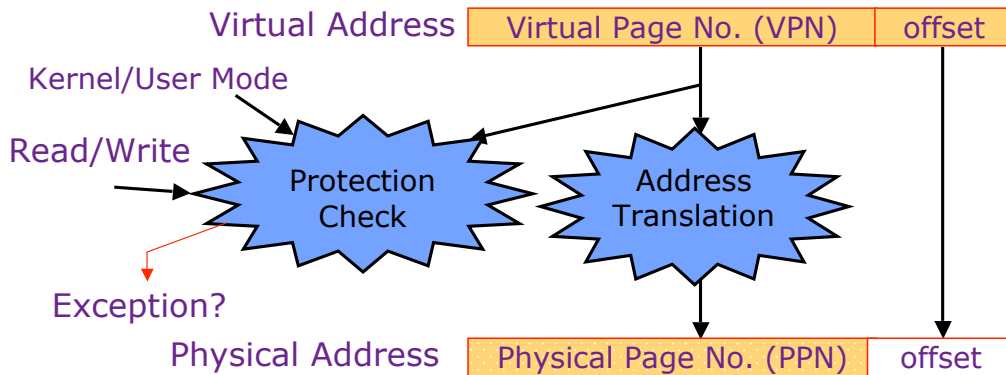 Virtual Address
Virtual Page No. (VPN)
offset
Kernel/User Mode
Read/Write
Protection
Check
Address
Translation
Exception?
Physical Address
Physical Page No. (PPN)
offset